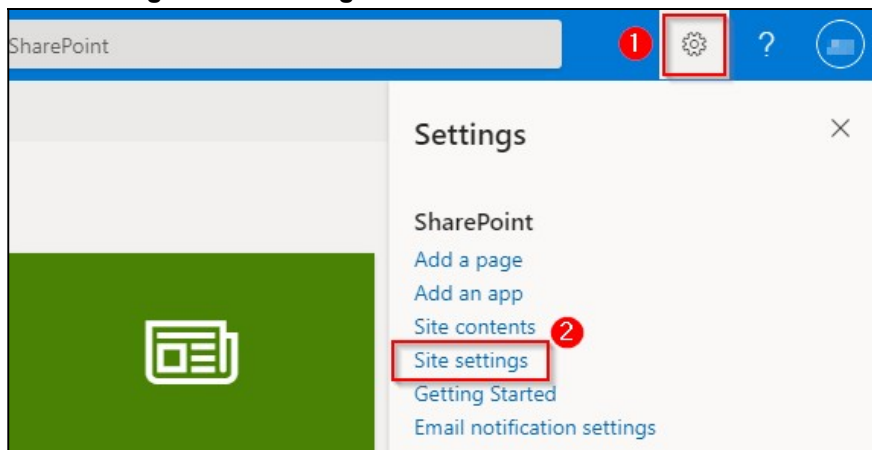 SharePoint
1
?
Settings
SharePoint
Add a page
Add an app
Site contents
2
Site settings
Getting Started
Email notification settings